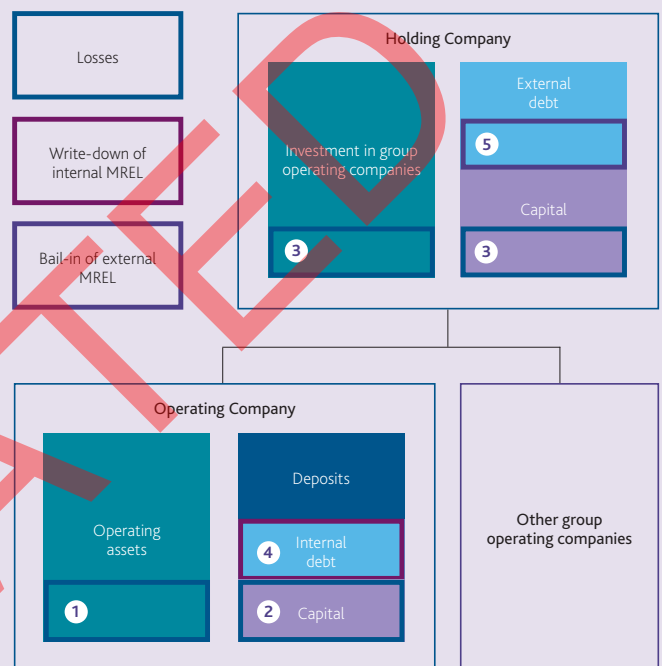 Losses
Write-down of
internal MREL
Bail-in of external
MREL
Holding Company
Investment in group
operating companies
3
External
debt
5
Capital
3
Operating Company
Operating
assets
1
Deposits
4 Internal
debt
2 Capital
Other group
operating companies
ATED